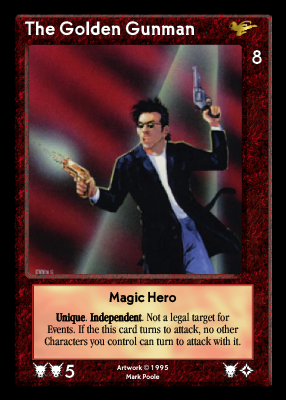 The Golden Gunman
8
Magic Hero
Unique. Independent. Not a legal target for
Events. If the this card turns to attack, no other
Characters you control can turn to attack with it.
5
Artwork © 1995
Mark Poole